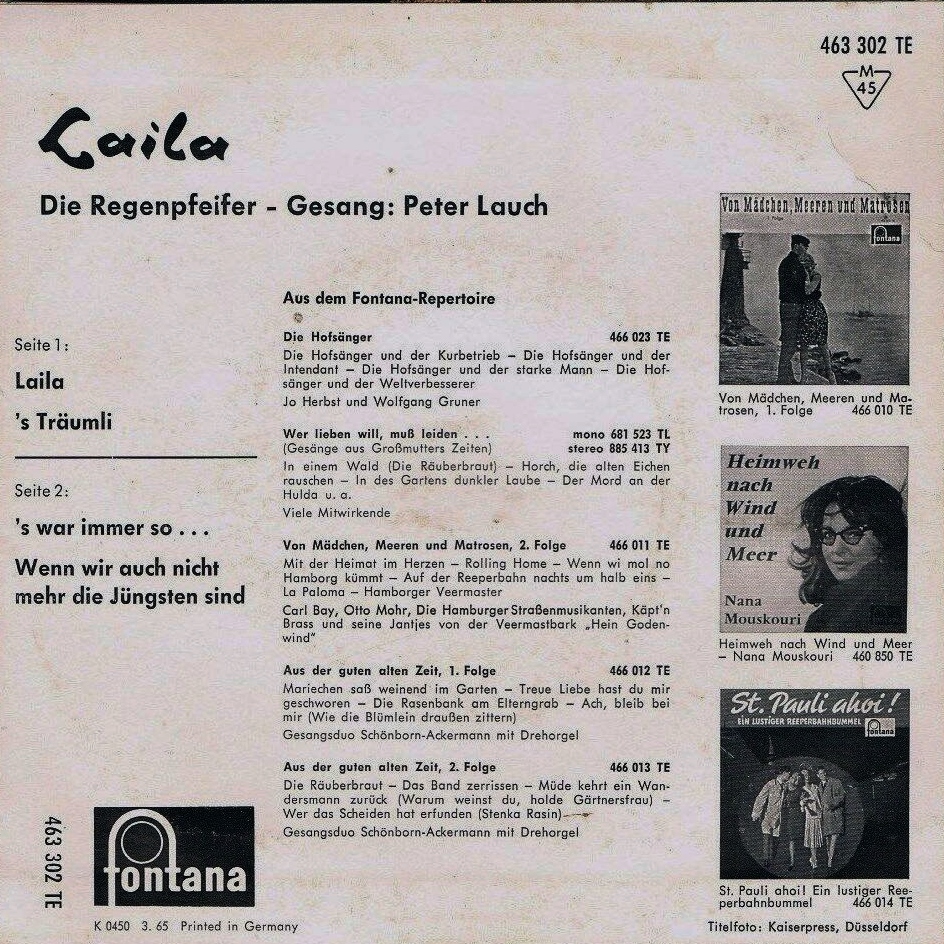 463 302 TE
M
45
Laila
Die Regenpfeifer – Gesang: Peter Lauch
Seite 1:
Laila
’s Träumli
Seite 2:
’s war immer so . . .
Wenn wir auch nicht
mehr die Jüngsten sind
Aus dem Fontana-Repertoire
Die Hofsänger 466 023 TE
Die Hofsänger und der Kurbetrieb – Die Hofsänger und der
Intendant – Die Hofsänger und der starke Mann – Die Hof-
sänger und der Weltverbesserer
Jo Herbst und Wolfgang Gruner
Wer lieben will, muß leiden . . . mono 681 523 TL
(Gesänge aus Großmutters Zeiten) stereo 885 413 TY
In einem Wald (Die Räuberbraut) – Horch, die alten Eichen
rauschen – In des Gartens dunkler Laube – Der Mord an der
Hulda u. a.
Viele Mitwirkende
Von Mädchen, Meeren und Matrosen, 2. Folge 466 011 TE
Mit der Heimat im Herzen – Rolling Home – Wenn wi mol no
Hamborg kümmt – Auf der Reeperbahn nachts um halb eins –
La Paloma – Hamborger Veermaster
Carl Bay, Otto Mohr, Die Hamburger Straßenmusikanten, Käpt’n
Brass und seine Jantjes von der Veermastbark „Hein Goden-
wind”
Aus der guten alten Zeit, 1. Folge 466 012 TE
Mariechen saß weinend im Garten – Treue Liebe hast du mir
geschworen – Die Rasenbank am Elterngrab – Ach, bleib bei
mir (Wie die Blümlein draußen zittern)
Gesangsduo Schönborn-Ackermann mit Drehorgel
Aus der guten alten Zeit, 2. Folge 466 013 TE
Die Räuberbraut – Das Band zerrissen – Müde kehrt ein Wan-
dersmann zurück (Warum weinst du, holde Gärtnersfrau) –
Wer das Scheiden hat erfunden (Stenka Rasin)
Gesangsduo Schönborn-Ackermann mit Drehorgel
Von Mädchen, Meeren und Matrosen
Folge
fontana
Von Mädchen, Meeren und Ma-
trosen, 1. Folge 466 010 TE
Heimweh
nach
Wind
und
Meer
Nana
Mouskouri
Heimweh nach Wind und Meer
– Nana Mouskouri 460 850 TE
St. Pauli ahoi!
EIN LUSTIGER REEPERBAHNBUMMEL
fontana
St. Pauli ahoi! Ein lustiger Ree-
perbahnbummel 466 014 TE
463 302 TE
fontana
K 0450 3. 65 Printed in Germany
Titelfoto: Kaiserpress, Düsseldorf